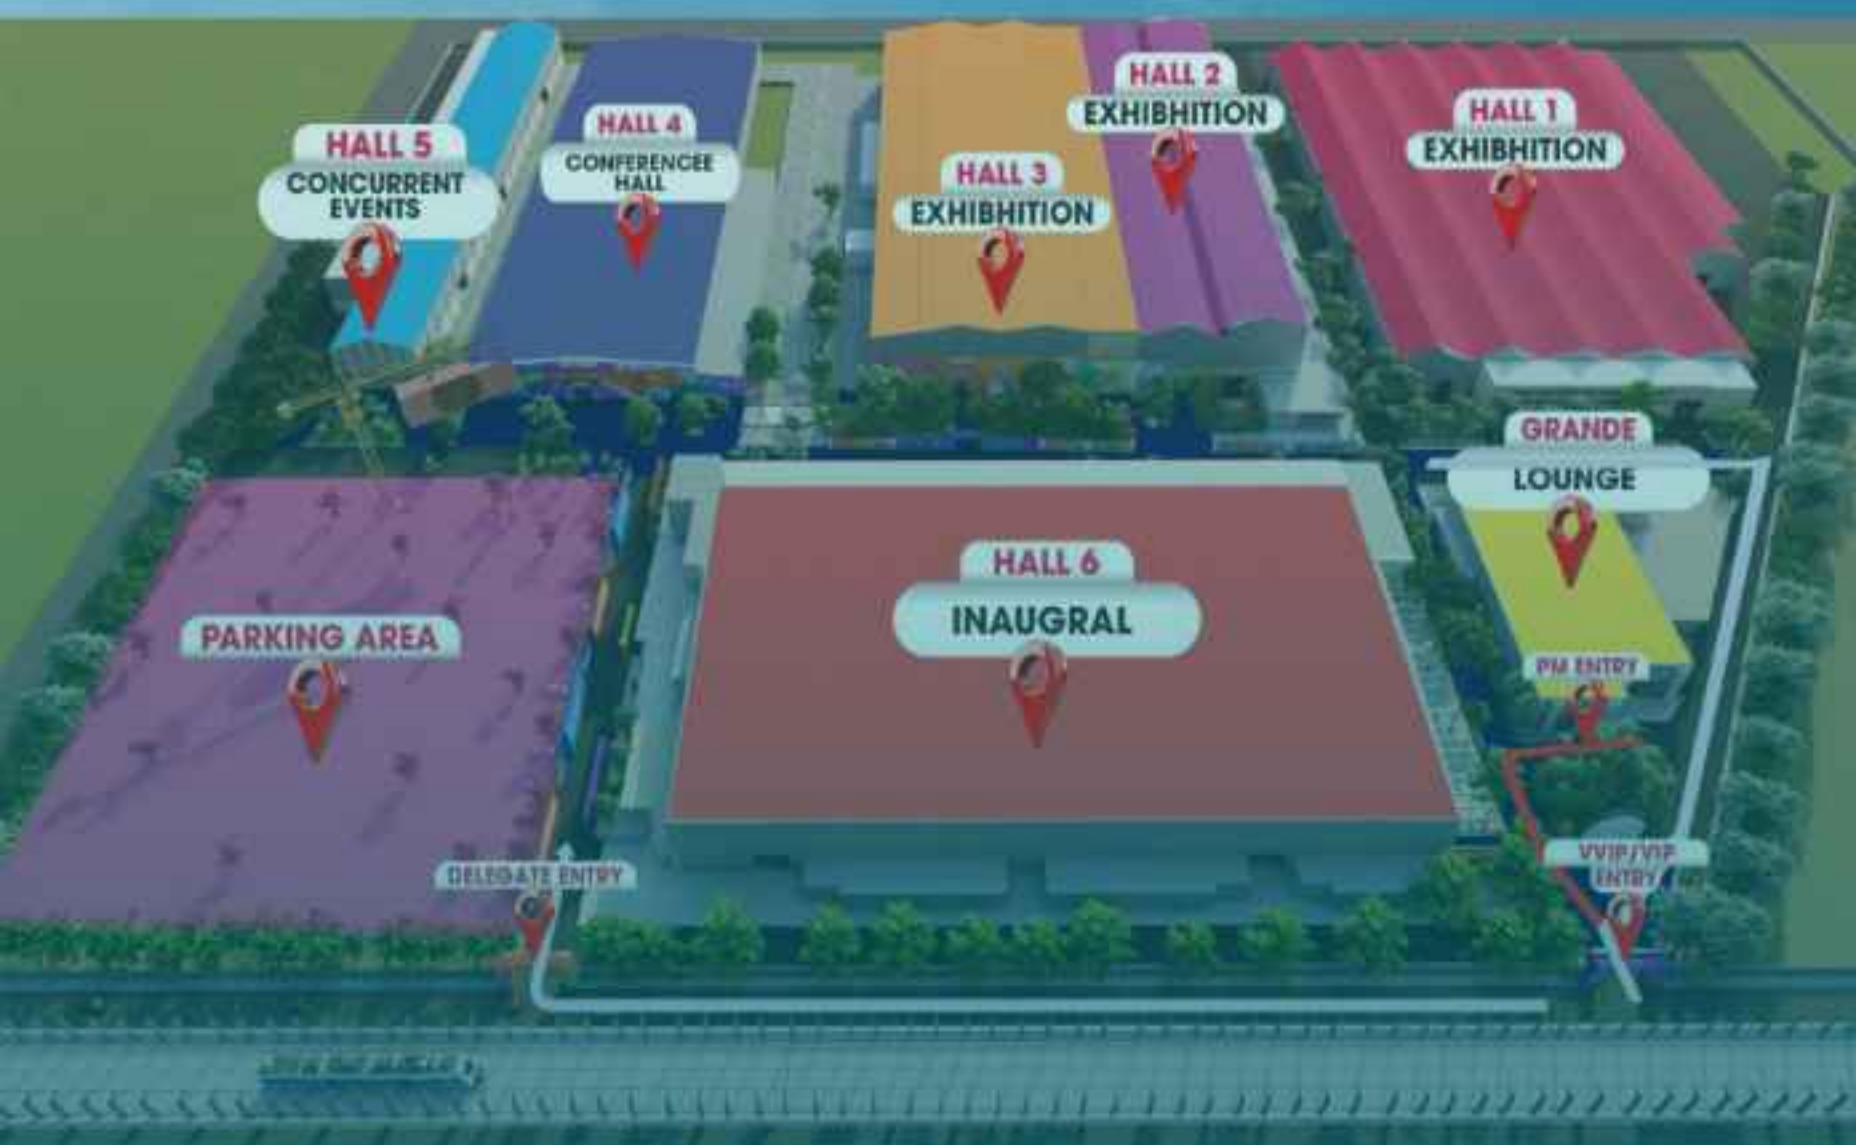 HALL 5
CONCURRENT
EVENTS
HALL 4
CONFERENCEE
HALL
HALL 3
EXHIBHITION
HALL 2
EXHIBHITION
HALL 1
EXHIBHITION
GRANDE
LOUNGE
HALL 6
INAUGRAL
PARKING AREA
PM ENTRY
DELEGATE ENTRY
VVIP/VIP
ENTRY